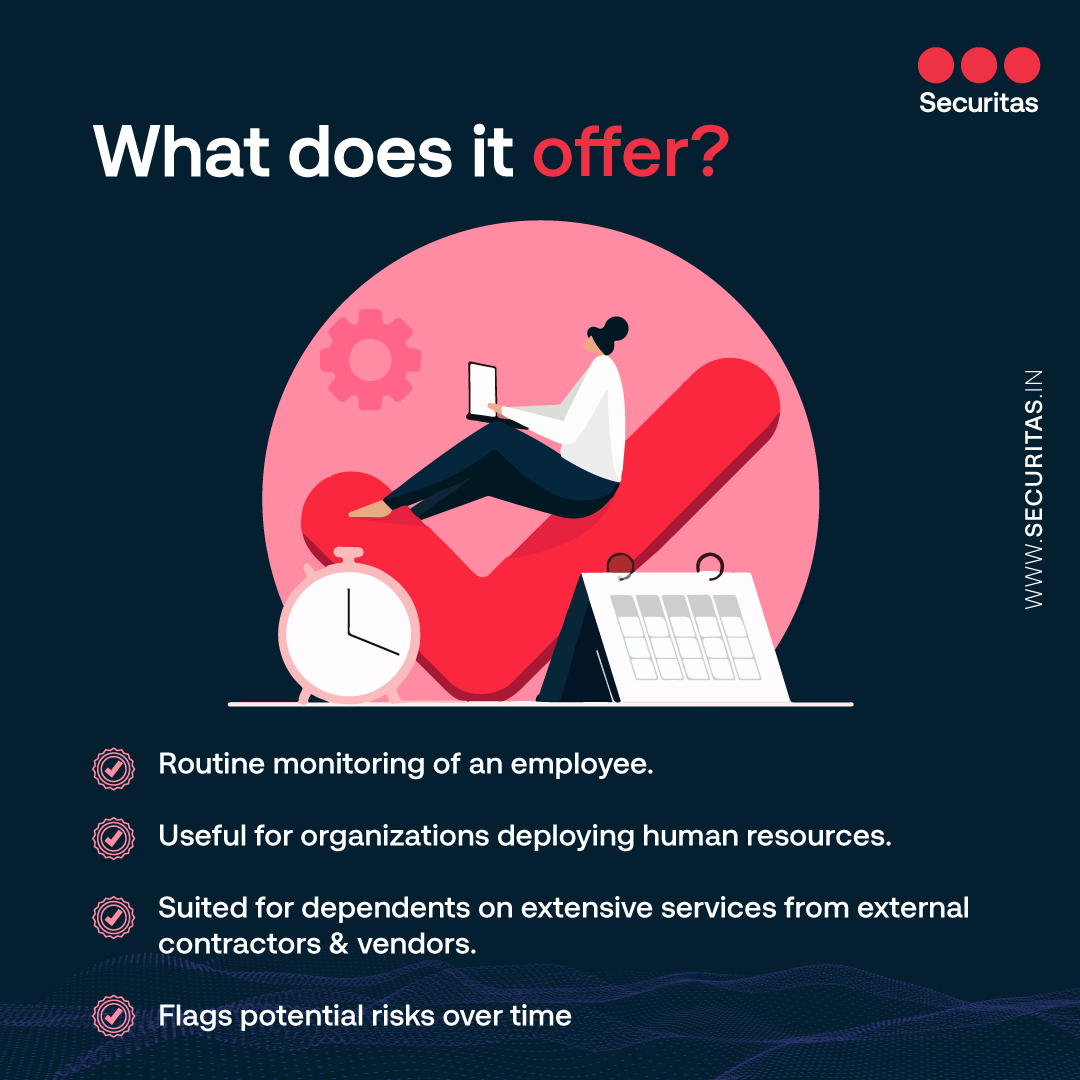 Securitas
What does it offer?
WWW.SECURITAS.IN
Routine monitoring of an employee.
Useful for organizations deploying human resources.
Suited for dependents on extensive services from external
contractors & vendors.
Flags potential risks over time